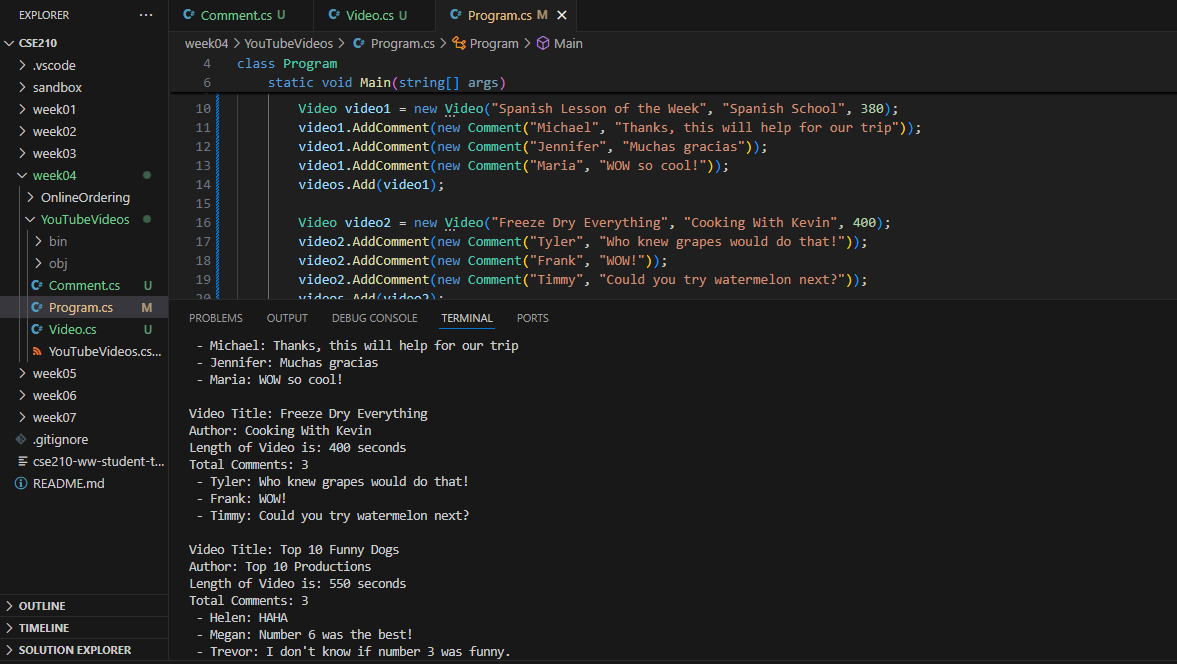 EXPLORER ...
CSE210
.vscode
sandbox
week01
week02
week03
week04
OnlineOrdering
YouTubeVideos
bin
obj
C# Comment.cs U
C# Program.cs M
C# Video.cs U
YouTubeVideos.cs...
week05
week06
week07
.gitignore
cse210-ww-student-t...
README.md
OUTLINE
TIMELINE
SOLUTION EXPLORER
C# Comment.cs U C# Video.cs U C# Program.cs M
week04 > YouTubeVideos > C# Program.cs > Program > Main
4 class Program
6 static void Main(string[] args)
10 Video video1 = new Video("Spanish Lesson of the Week", "Spanish School", 380);
11 video1.AddComment(new Comment("Michael", "Thanks, this will help for our trip"));
12 video1.AddComment(new Comment("Jennifer", "Muchas gracias"));
13 video1.AddComment(new Comment("Maria", "WOW so cool!"));
14 videos.Add(video1);
15
16 Video video2 = new Video("Freeze Dry Everything", "Cooking With Kevin", 400);
17 video2.AddComment(new Comment("Tyler", "Who knew grapes would do that!"));
18 video2.AddComment(new Comment("Frank", "WOW!"));
19 video2.AddComment(new Comment("Timmy", "Could you try watermelon next?"));
20 videos.Add(video2);
PROBLEMS OUTPUT DEBUG CONSOLE TERMINAL PORTS
- Michael: Thanks, this will help for our trip
- Jennifer: Muchas gracias
- Maria: WOW so cool!
Video Title: Freeze Dry Everything
Author: Cooking With Kevin
Length of Video is: 400 seconds
Total Comments: 3
- Tyler: Who knew grapes would do that!
- Frank: WOW!
- Timmy: Could you try watermelon next?
Video Title: Top 10 Funny Dogs
Author: Top 10 Productions
Length of Video is: 550 seconds
Total Comments: 3
- Helen: HAHA
- Megan: Number 6 was the best!
- Trevor: I don't know if number 3 was funny.